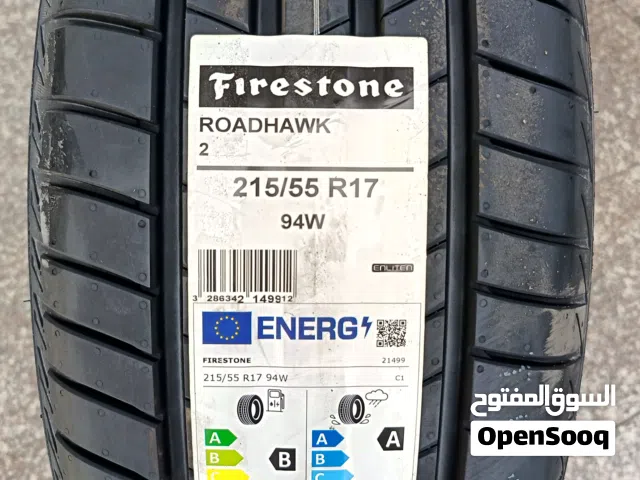 Firestone
ROADHAWK
2
215/55 R17
94W
ENLITEN
3 286342 149912
ENERG
FIRESTONE 21499
215/55 R17 94W C1
A A
B B B
C
A
السوق المفتوح
OpenSooq